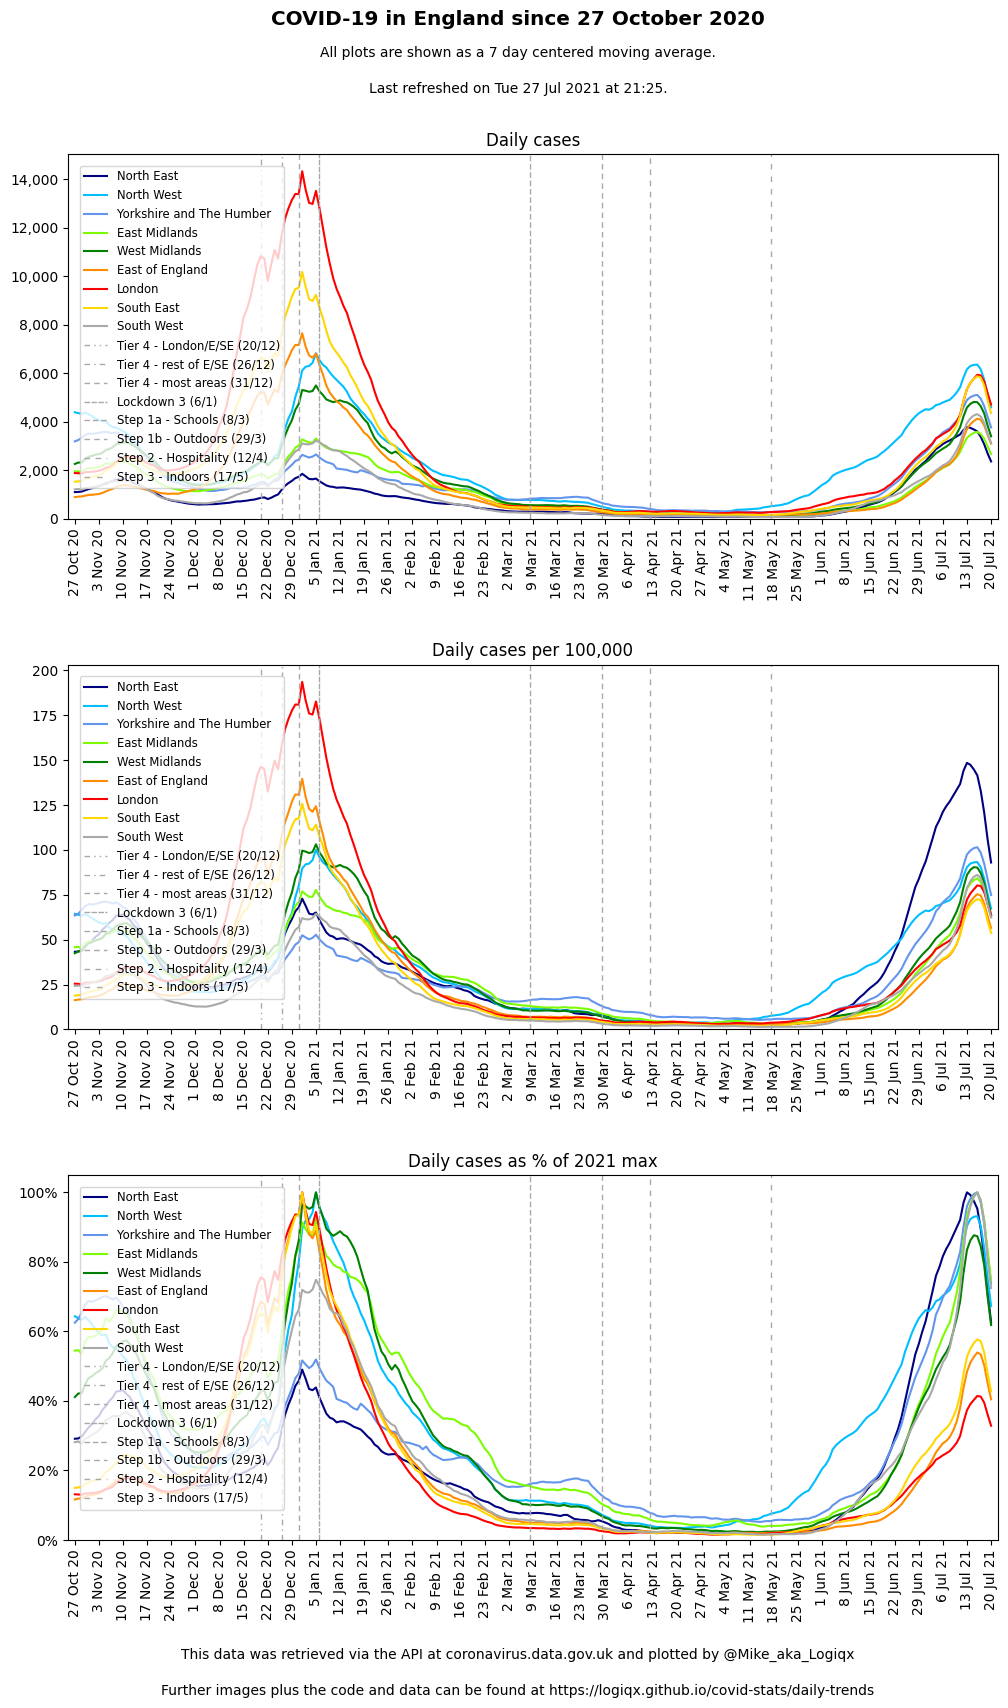 COVID-19 in England since 27 October 2020
All plots are shown as a 7 day centered moving average.
Last refreshed on Tue 27 Jul 2021 at 21:25.
Daily cases
14,000
12,000
10,000
8,000
6,000
4,000
2,000
0
North East
North West
Yorkshire and The Humber
East Midlands
West Midlands
East of England
London
South East
South West
Tier 4 - London/E/SE (20/12)
Tier 4 - rest of E/SE (26/12)
Tier 4 - most areas (31/12)
Lockdown 3 (6/1)
Step 1a - Schools (8/3)
Step 1b - Outdoors (29/3)
Step 2 - Hospitality (12/4)
Step 3 - Indoors (17/5)
27 Oct 20
3 Nov 20
10 Nov 20
17 Nov 20
24 Nov 20
1 Dec 20
8 Dec 20
15 Dec 20
22 Dec 20
29 Dec 20
5 Jan 21
12 Jan 21
19 Jan 21
26 Jan 21
2 Feb 21
9 Feb 21
16 Feb 21
23 Feb 21
2 Mar 21
9 Mar 21
16 Mar 21
23 Mar 21
30 Mar 21
6 Apr 21
13 Apr 21
20 Apr 21
27 Apr 21
4 May 21
11 May 21
18 May 21
25 May 21
1 Jun 21
8 Jun 21
15 Jun 21
22 Jun 21
29 Jun 21
6 Jul 21
13 Jul 21
20 Jul 21
Daily cases per 100,000
200
175
150
125
100
75
50
25
0
North East
North West
Yorkshire and The Humber
East Midlands
West Midlands
East of England
London
South East
South West
Tier 4 - London/E/SE (20/12)
Tier 4 - rest of E/SE (26/12)
Tier 4 - most areas (31/12)
Lockdown 3 (6/1)
Step 1a - Schools (8/3)
Step 1b - Outdoors (29/3)
Step 2 - Hospitality (12/4)
Step 3 - Indoors (17/5)
27 Oct 20
3 Nov 20
10 Nov 20
17 Nov 20
24 Nov 20
1 Dec 20
8 Dec 20
15 Dec 20
22 Dec 20
29 Dec 20
5 Jan 21
12 Jan 21
19 Jan 21
26 Jan 21
2 Feb 21
9 Feb 21
16 Feb 21
23 Feb 21
2 Mar 21
9 Mar 21
16 Mar 21
23 Mar 21
30 Mar 21
6 Apr 21
13 Apr 21
20 Apr 21
27 Apr 21
4 May 21
11 May 21
18 May 21
25 May 21
1 Jun 21
8 Jun 21
15 Jun 21
22 Jun 21
29 Jun 21
6 Jul 21
13 Jul 21
20 Jul 21
Daily cases as % of 2021 max
100%
80%
60%
40%
20%
0%
North East
North West
Yorkshire and The Humber
East Midlands
West Midlands
East of England
London
South East
South West
Tier 4 - London/E/SE (20/12)
Tier 4 - rest of E/SE (26/12)
Tier 4 - most areas (31/12)
Lockdown 3 (6/1)
Step 1a - Schools (8/3)
Step 1b - Outdoors (29/3)
Step 2 - Hospitality (12/4)
Step 3 - Indoors (17/5)
27 Oct 20
3 Nov 20
10 Nov 20
17 Nov 20
24 Nov 20
1 Dec 20
8 Dec 20
15 Dec 20
22 Dec 20
29 Dec 20
5 Jan 21
12 Jan 21
19 Jan 21
26 Jan 21
2 Feb 21
9 Feb 21
16 Feb 21
23 Feb 21
2 Mar 21
9 Mar 21
16 Mar 21
23 Mar 21
30 Mar 21
6 Apr 21
13 Apr 21
20 Apr 21
27 Apr 21
4 May 21
11 May 21
18 May 21
25 May 21
1 Jun 21
8 Jun 21
15 Jun 21
22 Jun 21
29 Jun 21
6 Jul 21
13 Jul 21
20 Jul 21
This data was retrieved via the API at coronavirus.data.gov.uk and plotted by @Mike_aka_Logiqx
Further images plus the code and data can be found at https://logiqx.github.io/covid-stats/daily-trends